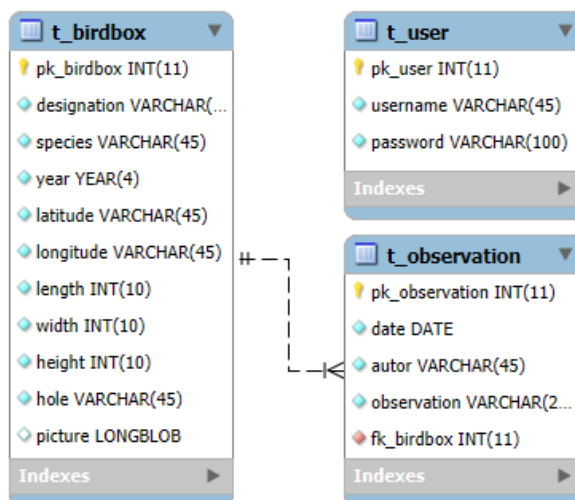 t_birdbox
pk_birdbox INT(11)
designation VARCHAR(...
species VARCHAR(45)
year YEAR(4)
latitude VARCHAR(45)
longitude VARCHAR(45)
length INT(10)
width INT(10)
height INT(10)
hole VARCHAR(45)
picture LONGBLOB
Indexes
t_user
pk_user INT(11)
username VARCHAR(45)
password VARCHAR(100)
Indexes
t_observation
pk_observation INT(11)
date DATE
autor VARCHAR(45)
observation VARCHAR(2...
fk_birdbox INT(11)
Indexes